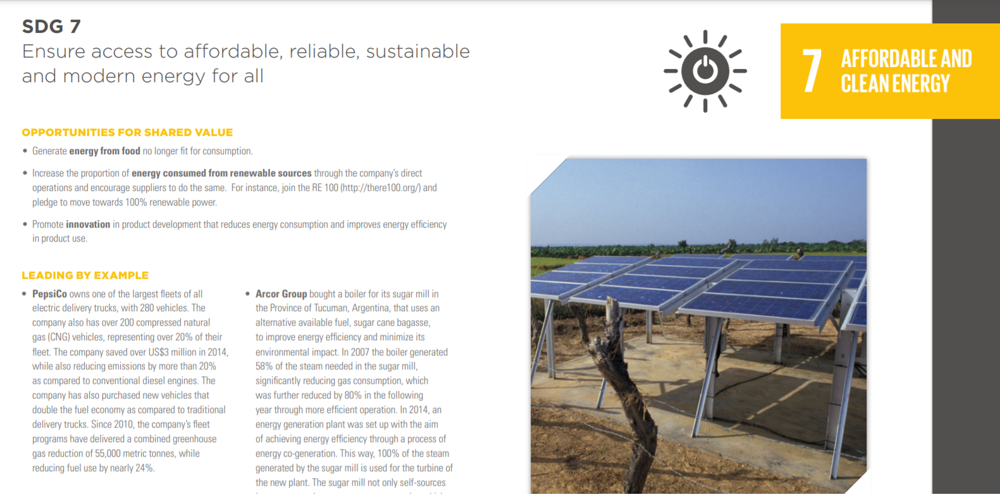 SDG 7
Ensure access to affordable, reliable, sustainable
and modern energy for all
7 AFFORDABLE AND
CLEAN ENERGY
OPPORTUNITIES FOR SHARED VALUE
• Generate energy from food no longer fit for consumption.
• Increase the proportion of energy consumed from renewable sources through the company's direct
operations and encourage suppliers to do the same. For instance, join the RE 100 (http://there100.org/) and
pledge to move towards 100% renewable power.
• Promote innovation in product development that reduces energy consumption and improves energy efficiency
in product use.
LEADING BY EXAMPLE
• PepsiCo owns one of the largest fleets of all
electric delivery trucks, with 280 vehicles. The
company also has over 200 compressed natural
gas (CNG) vehicles, representing over 20% of their
fleet. The company saved over US$3 million in 2014,
while also reducing emissions by more than 20%
as compared to conventional diesel engines. The
company has also purchased new vehicles that
double the fuel economy as compared to traditional
delivery trucks. Since 2010, the company's fleet
programs have delivered a combined greenhouse
gas reduction of 55,000 metric tonnes, while
reducing fuel use by nearly 24%.
• Arcor Group bought a boiler for its sugar mill in
the Province of Tucuman, Argentina, that uses an
alternative available fuel, sugar cane bagasse,
to improve energy efficiency and minimize its
environmental impact. In 2007 the boiler generated
58% of the steam needed in the sugar mill,
significantly reducing gas consumption, which
was further reduced by 80% in the following
year through more efficient operation. In 2014, an
energy generation plant was set up with the aim
of achieving energy efficiency through a process of
energy co-generation. This way, 100% of the steam
generated by the sugar mill is used for the turbine of
the new plant. The sugar mill not only self-sources